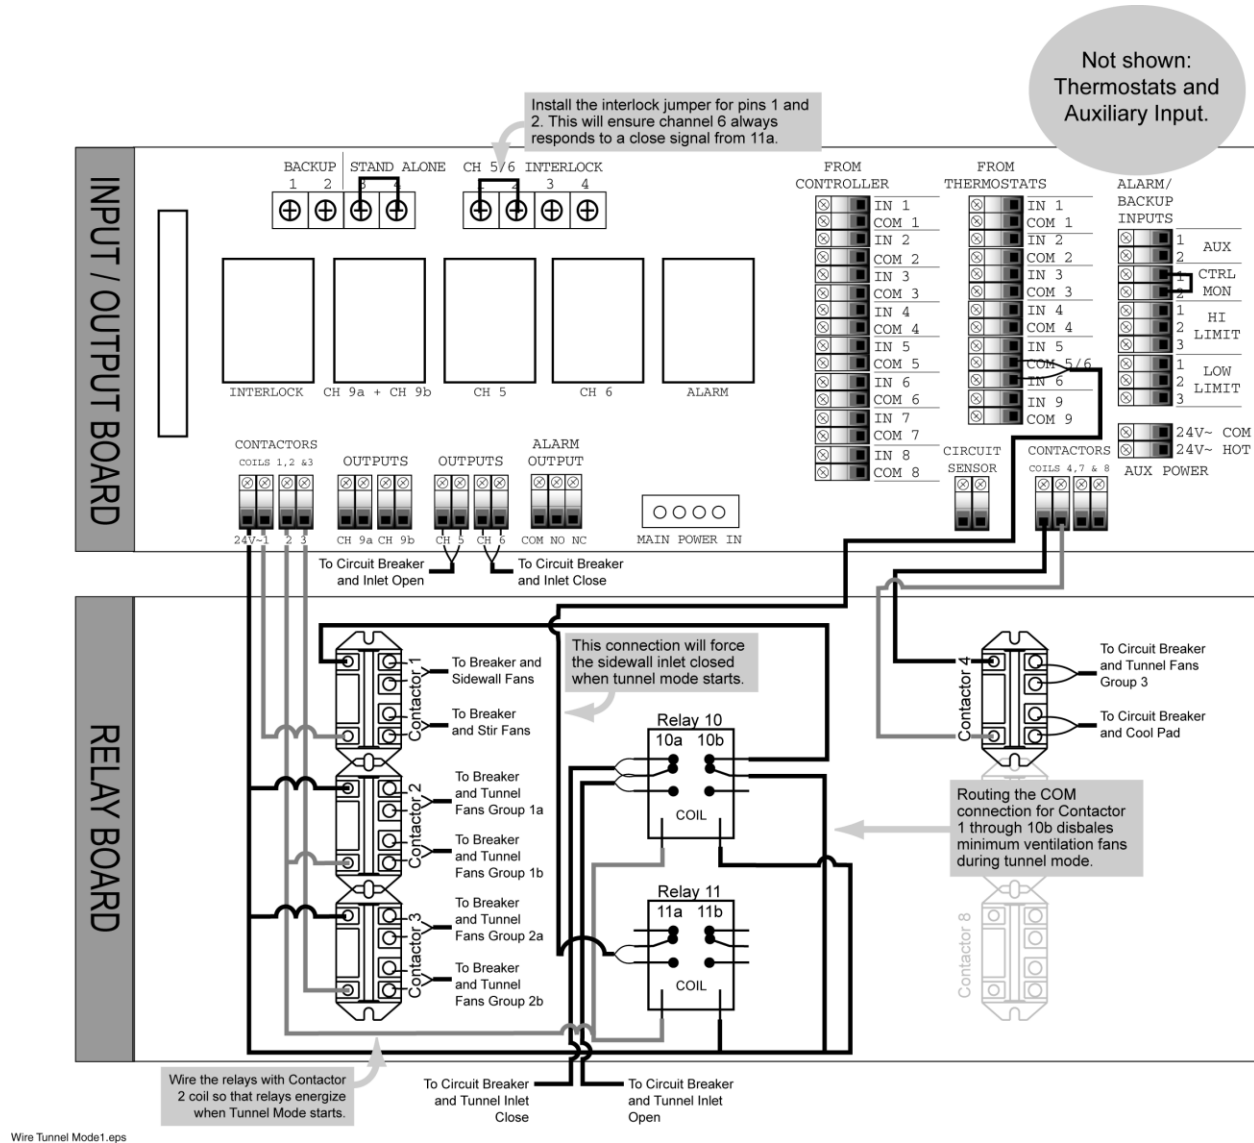 Not shown:
Thermostats and
Auxiliary Input.
Install the interlock jumper for pins 1 and
2. This will ensure channel 6 always
responds to a close signal from 11a.
INPUT / OUTPUT BOARD
BACKUP
STAND ALONE
1 2 3 4
CH 5/6 INTERLOCK
1 2 3 4
INTERLOCK
CH 9a + CH 9b
CH 5
CH 6
ALARM
FROM
CONTROLLER
IN 1
COM 1
IN 2
COM 2
IN 3
COM 3
IN 4
COM 4
IN 5
COM 5
IN 6
COM 6
IN 7
COM 7
IN 8
COM 8
FROM
THERMOSTATS
IN 1
COM 1
IN 2
COM 2
IN 3
COM 3
IN 4
COM 4
IN 5
COM 5/6
IN 6
IN 9
COM 9
ALARM/
BACKUP
INPUTS
1
2
AUX
1
2
CTRL
MON
1
2
3
HI
LIMIT
1
2
3
LOW
LIMIT
24V~ COM
24V~ HOT
AUX POWER
CONTACTORS
COILS 1,2 &3
24V~1 2 3
OUTPUTS
CH 9a CH 9b
OUTPUTS
CH 5 CH 6
ALARM
OUTPUT
COM NO NC
MAIN POWER IN
CIRCUIT
SENSOR
CONTACTORS
COILS 4,7 & 8
To Circuit Breaker
and Inlet Open
To Circuit Breaker
and Inlet Close
RELAY BOARD
Contactor 1
To Breaker and
Sidewall Fans
To Breaker
and Stir Fans
Contactor 2
To Breaker
and Tunnel
Fans Group 1a
To Breaker
and Tunnel
Fans Group 1b
Contactor 3
To Breaker
and Tunnel
Fans Group 2a
To Breaker
and Tunnel
Fans Group 2b
This connection will force
the sidewall inlet closed
when tunnel mode starts.
Relay 10
10a 10b
COIL
Relay 11
11a 11b
COIL
Contactor 4
To Circuit Breaker
and Tunnel Fans
Group 3
To Circuit Breaker
and Cool Pad
Routing the COM
connection for Contactor
1 through 10b disbales
minimum ventilation fans
during tunnel mode.
Contactor 8
Wire the relays with Contactor
2 coil so that relays energize
when Tunnel Mode starts.
To Circuit Breaker
and Tunnel Inlet
Close
To Circuit Breaker
and Tunnel Inlet
Open
Wire Tunnel Mode1.eps